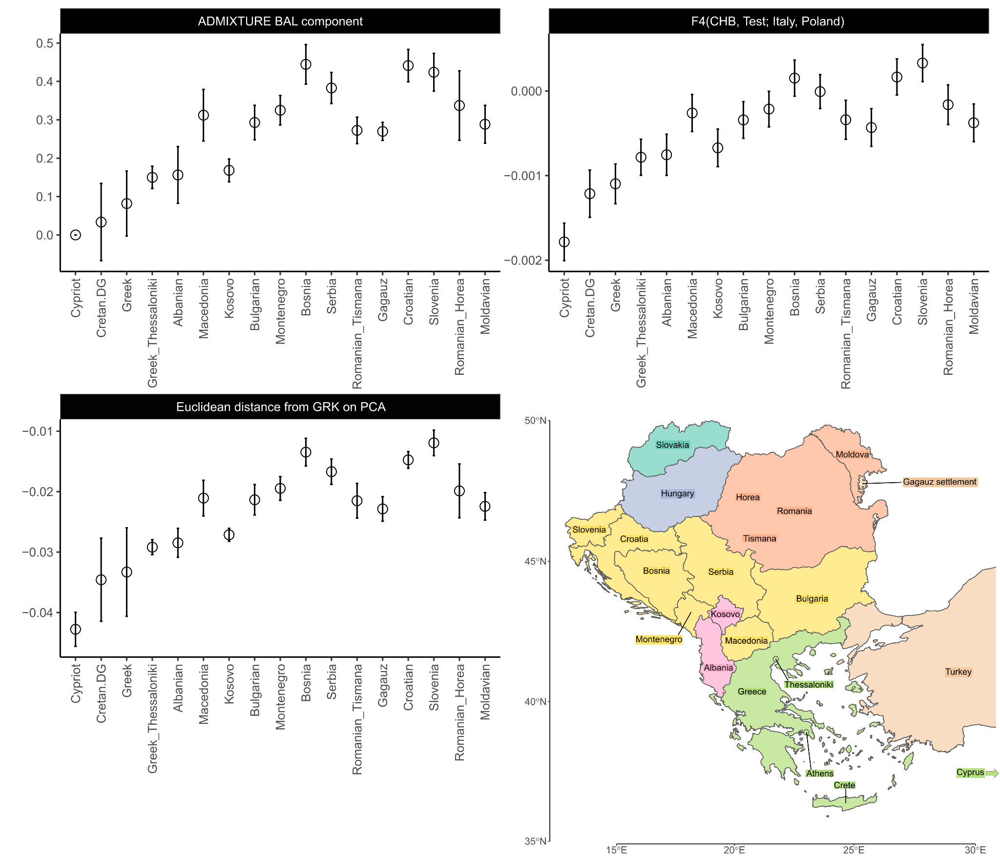 ADMIXTURE BAL component
0.5
0.4
0.3
0.2
0.1
0.0
Cypriot
Cretan.DG
Greek
Greek_Thessaloniki
Albanian
Macedonia
Kosovo
Bulgarian
Montenegro
Bosnia
Serbia
Romanian_Tismana
Gagauz
Croatian
Slovenia
Romanian_Horea
Moldavian
F4(CHB, Test; Italy, Poland)
0.000
−0.001
−0.002
Cypriot
Cretan.DG
Greek
Greek_Thessaloniki
Albanian
Macedonia
Kosovo
Bulgarian
Montenegro
Bosnia
Serbia
Romanian_Tismana
Gagauz
Croatian
Slovenia
Romanian_Horea
Moldavian
Euclidean distance from GRK on PCA
−0.01
−0.02
−0.03
−0.04
Cypriot
Cretan.DG
Greek
Greek_Thessaloniki
Albanian
Macedonia
Kosovo
Bulgarian
Montenegro
Bosnia
Serbia
Romanian_Tismana
Gagauz
Croatian
Slovenia
Romanian_Horea
Moldavian
50°N
45°N
40°N
35°N
15°E
20°E
25°E
30°E
Slovakia
Moldova
Gagauz settlement
Hungary
Horea
Romania
Slovenia
Croatia
Tismana
Bosnia
Serbia
Bulgaria
Kosovo
Montenegro
Macedonia
Albania
Turkey
Thessaloniki
Greece
Cyprus
Athens
Crete